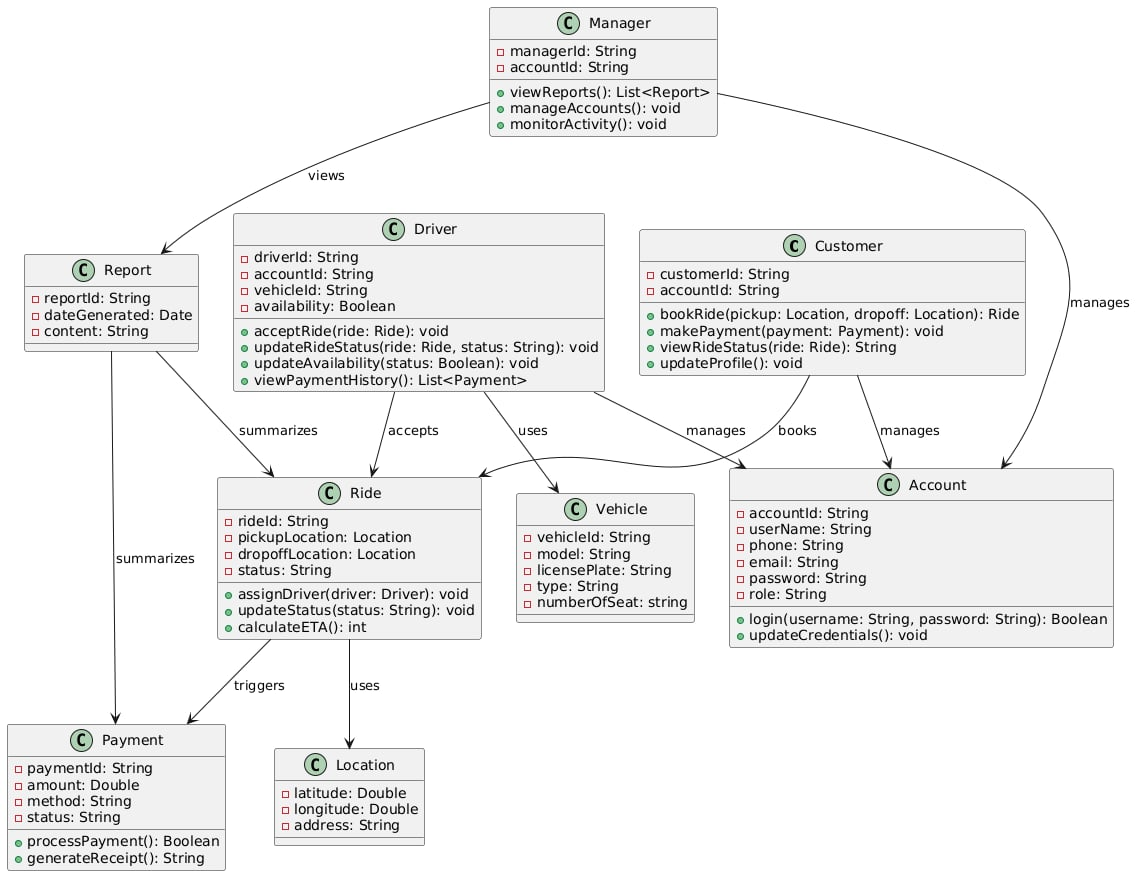 C Manager
managerId: String
accountId: String
viewReports(): List<Report>
manageAccounts(): void
monitorActivity(): void
views
manages
C Report
reportId: String
dateGenerated: Date
content: String
C Driver
driverId: String
accountId: String
vehicleId: String
availability: Boolean
acceptRide(ride: Ride): void
updateRideStatus(ride: Ride, status: String): void
updateAvailability(status: Boolean): void
viewPaymentHistory(): List<Payment>
C Customer
customerId: String
accountId: String
bookRide(pickup: Location, dropoff: Location): Ride
makePayment(payment: Payment): void
viewRideStatus(ride: Ride): String
updateProfile(): void
summarizes
accepts
uses
manages
books
manages
summarizes
C Ride
rideId: String
pickupLocation: Location
dropoffLocation: Location
status: String
assignDriver(driver: Driver): void
updateStatus(status: String): void
calculateETA(): int
C Vehicle
vehicleId: String
model: String
licensePlate: String
type: String
numberOfSeat: string
C Account
accountId: String
userName: String
phone: String
email: String
password: String
role: String
login(username: String, password: String): Boolean
updateCredentials(): void
triggers
uses
C Payment
paymentId: String
amount: Double
method: String
status: String
processPayment(): Boolean
generateReceipt(): String
C Location
latitude: Double
longitude: Double
address: String